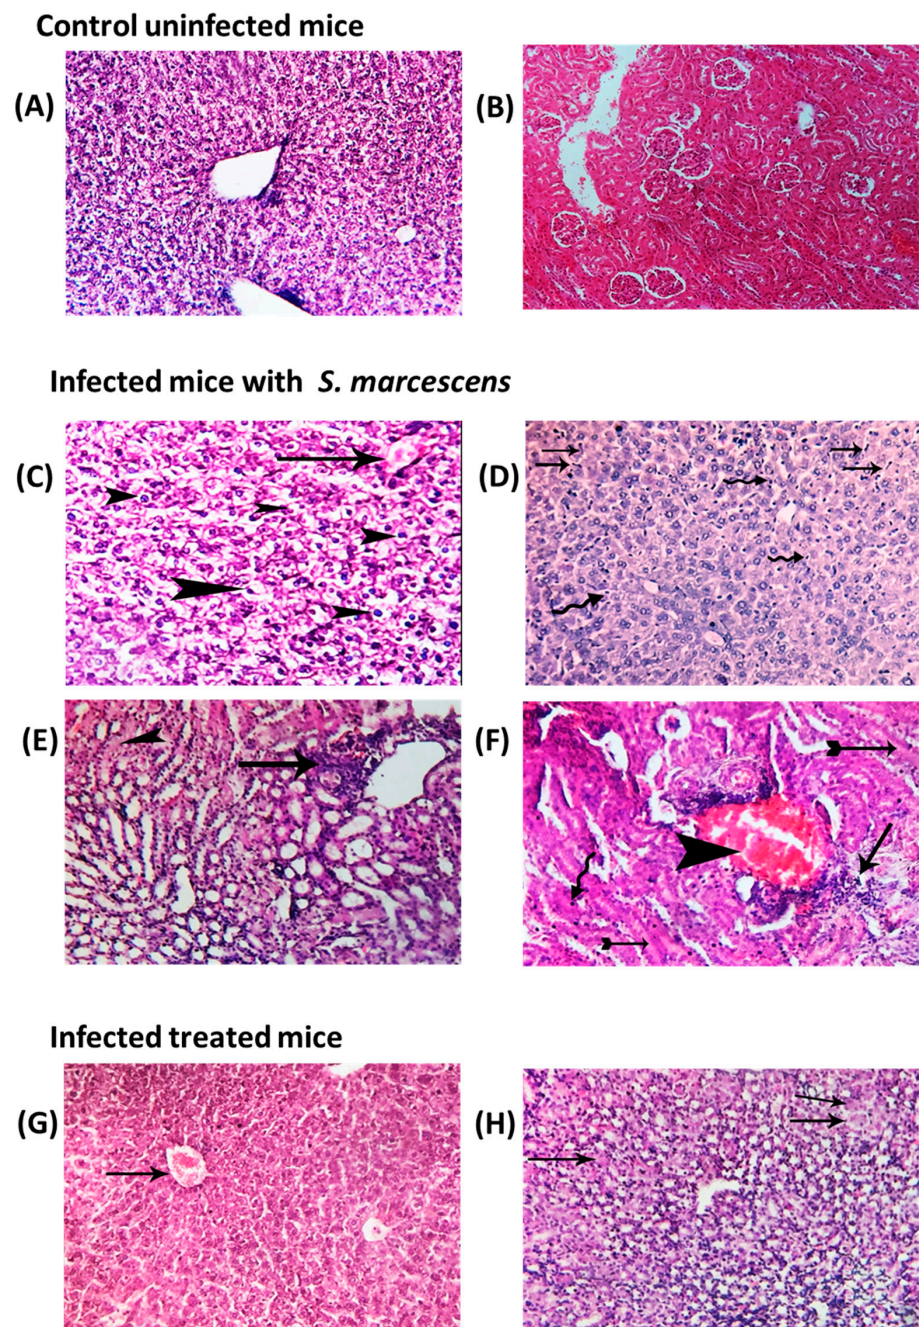 Control uninfected mice
(A)
(B)
Infected mice with S. marcescens
(C)
(D)
(E)
(F)
Infected treated mice
(G)
(H)